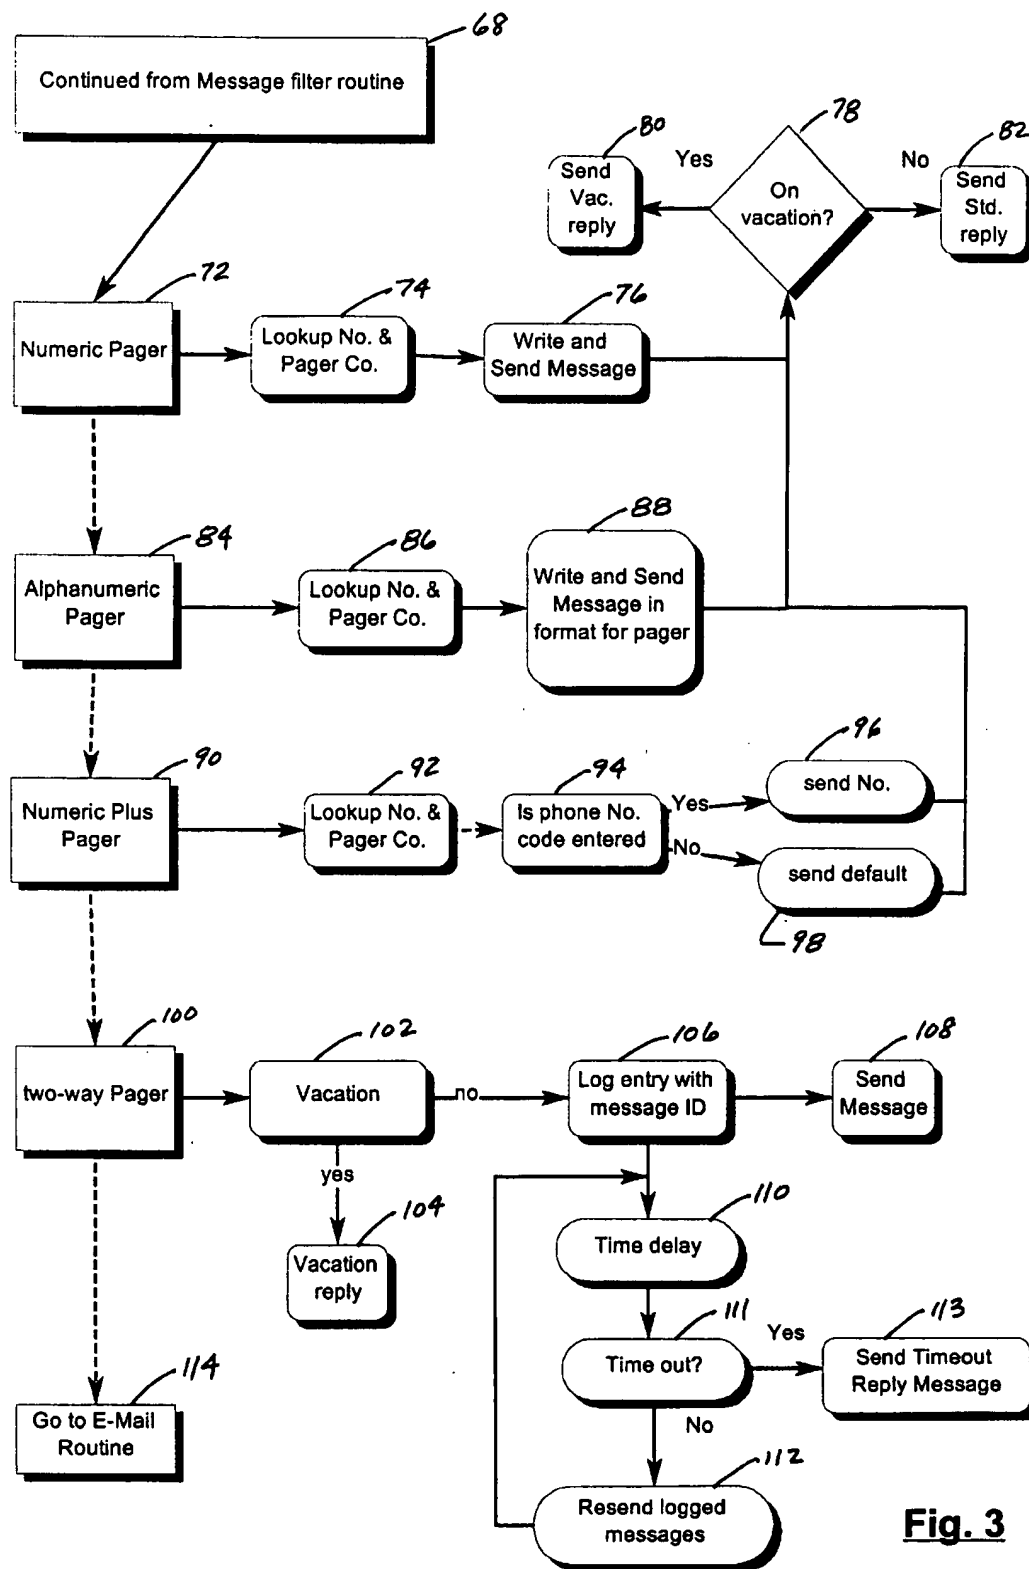 68
Continued from Message filter routine
78
80
82
Yes
No
Send
Vac.
reply
On
vacation?
Send
Std.
reply
72
74
76
Numeric Pager
Lookup No. &
Pager Co.
Write and
Send Message
84
86
88
Alphanumeric
Pager
Lookup No. &
Pager Co.
Write and Send
Message in
format for pager
90
92
94
96
Numeric Plus
Pager
Lookup No. &
Pager Co.
Is phone No.
code entered
Yes
send No.
No
send default
98
100
102
106
108
two-way Pager
Vacation
no
Log entry with
message ID
Send
Message
yes
104
Vacation
reply
110
Time delay
111
Time out?
Yes
113
Send Timeout
Reply Message
No
114
Go to E-Mail
Routine
112
Resend logged
messages
Fig. 3